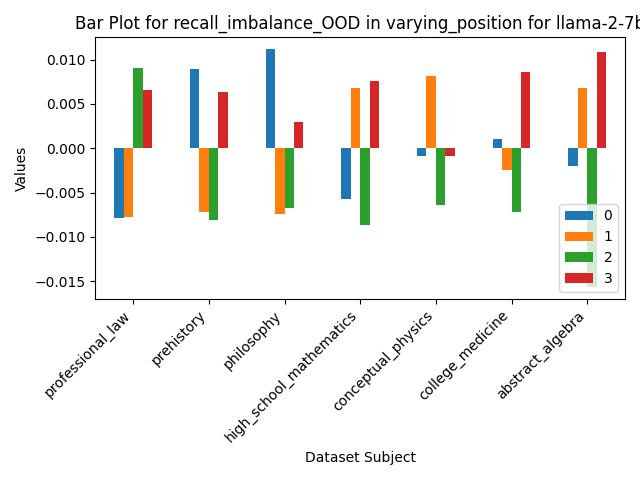 Bar Plot for recall_imbalance_OOD in varying_position for llama-2-7b
0.010
0.005
0.000
−0.005
−0.010
−0.015
Values
0
1
2
3
professional_law
prehistory
philosophy
high_school_mathematics
conceptual_physics
college_medicine
abstract_algebra
Dataset Subject